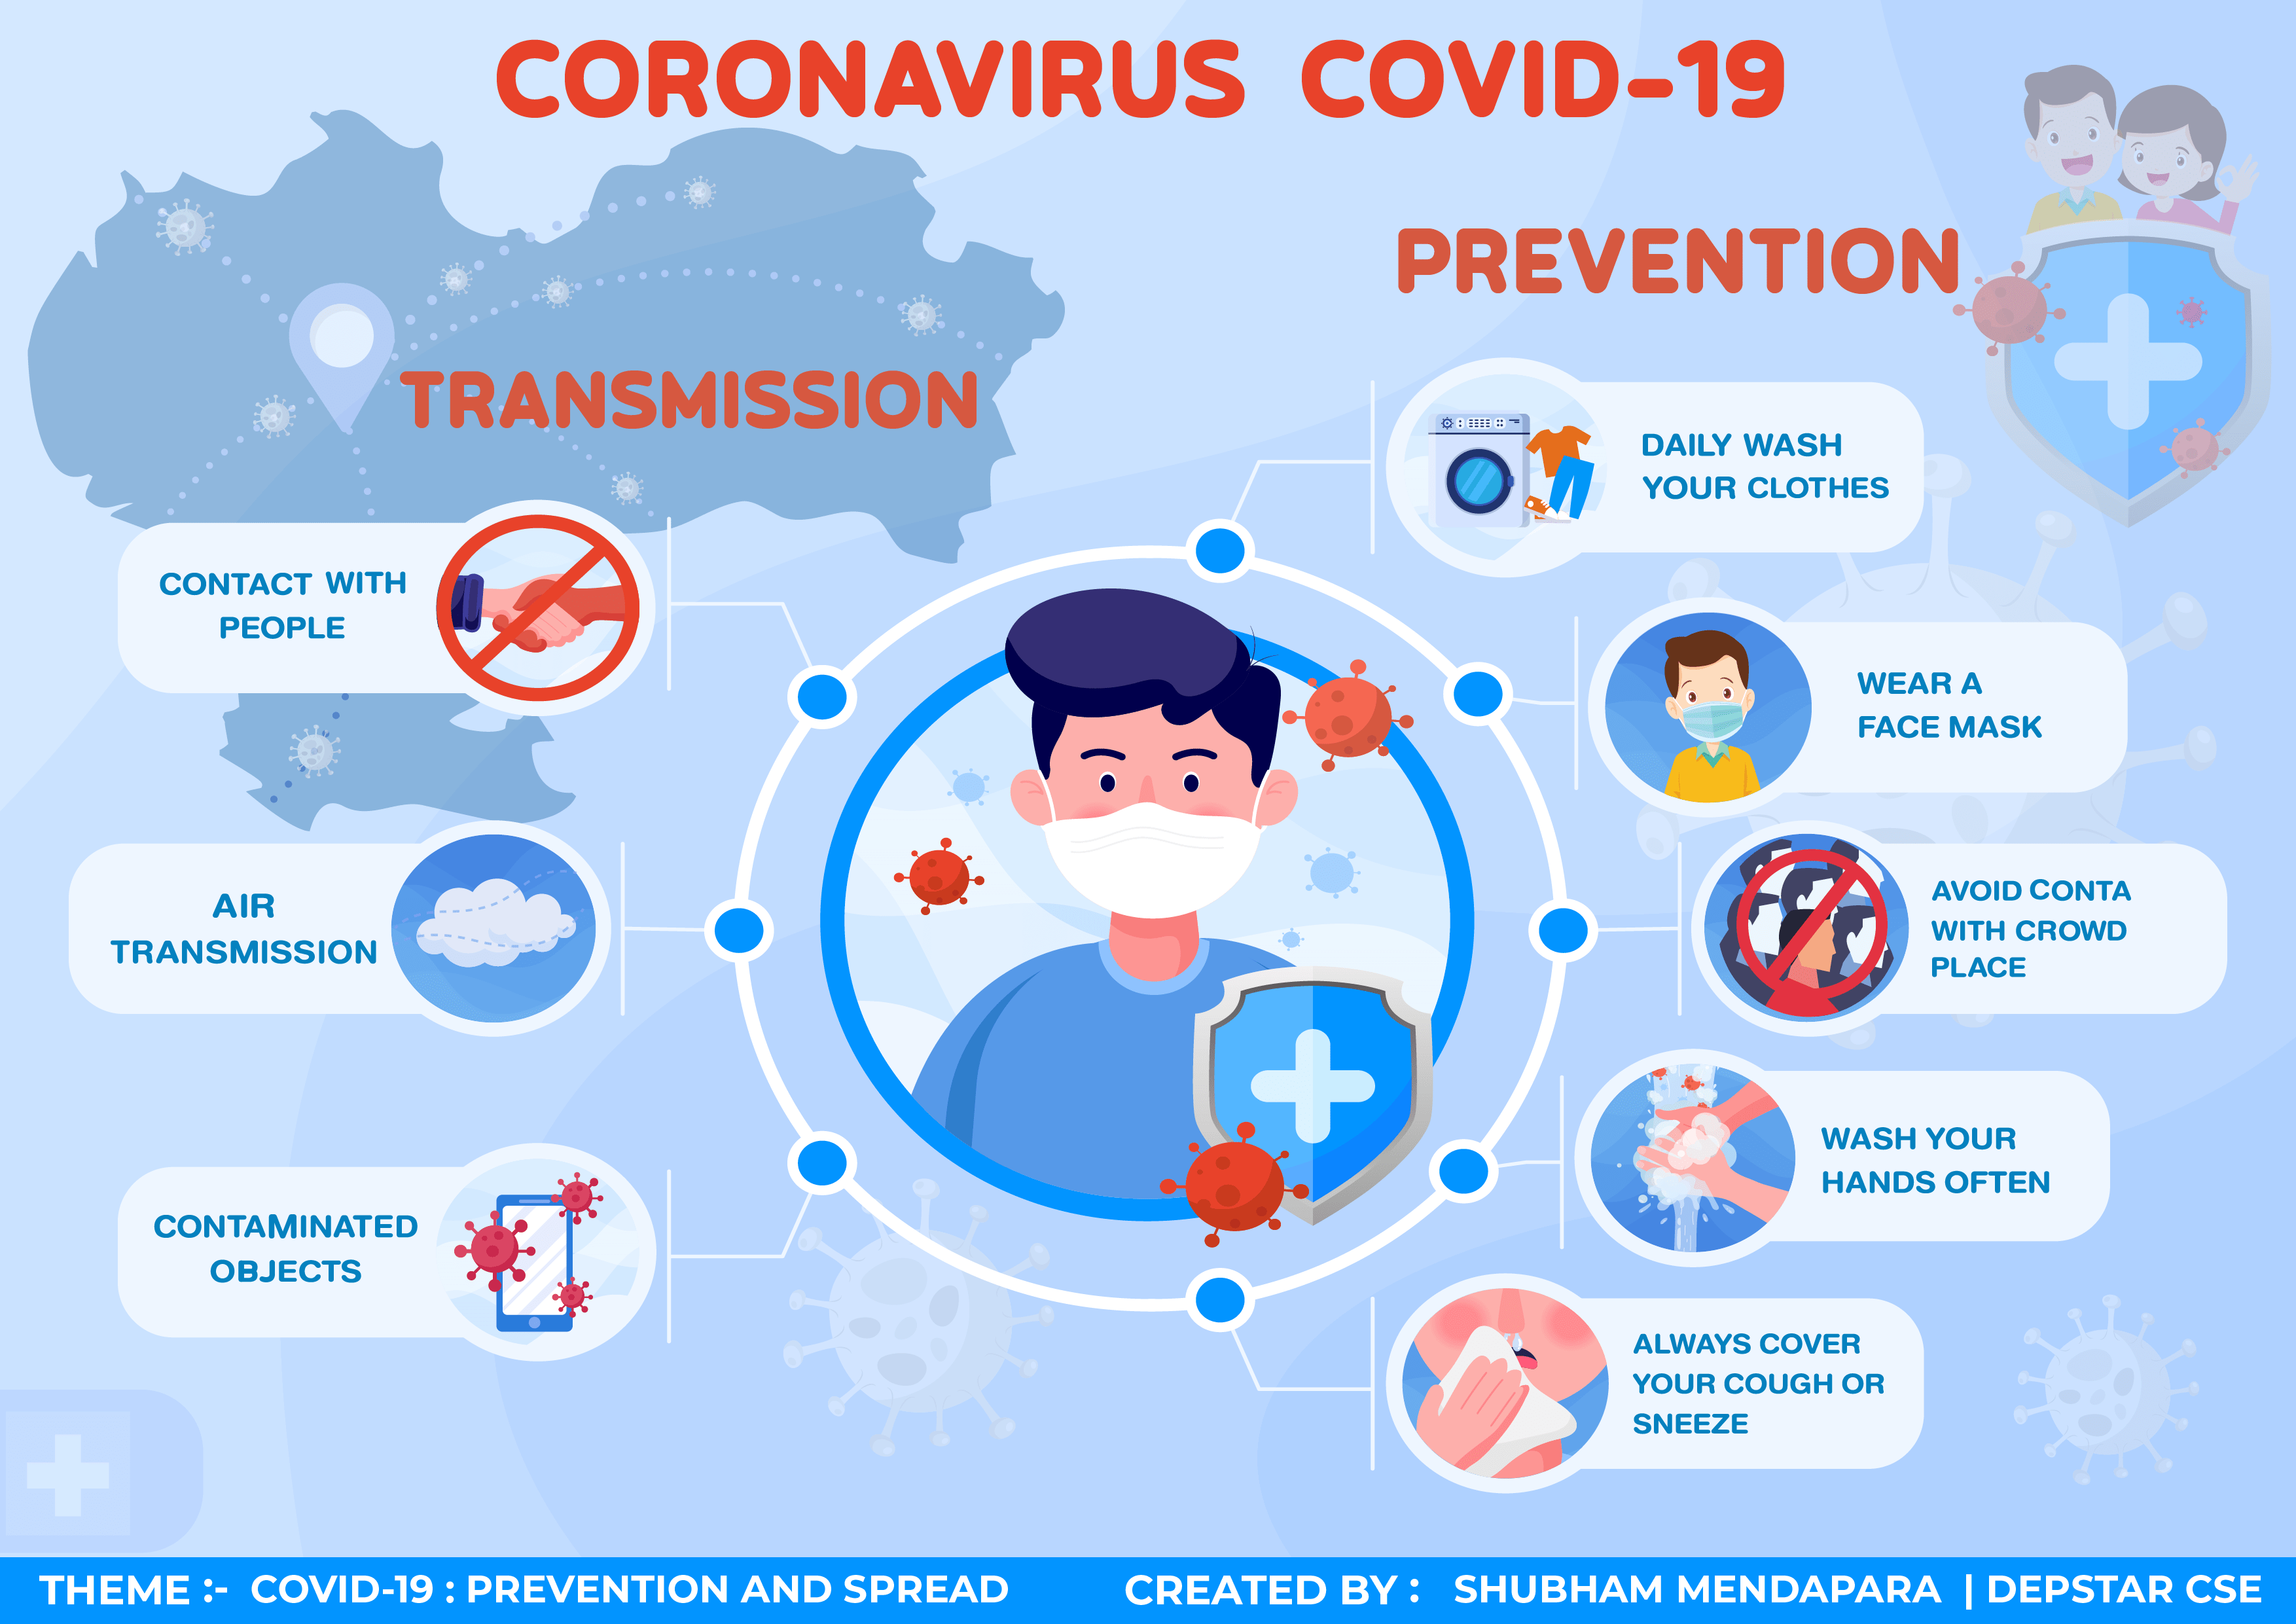 CORONAVIRUS COVID-19
PREVENTION
TRANSMISSION
CONTACT WITH
PEOPLE
AIR
TRANSMISSION
CONTAMINATED
OBJECTS
DAILY WASH
YOUR CLOTHES
WEAR A
FACE MASK
AVOID CONTA
WITH CROWD
PLACE
WASH YOUR
HANDS OFTEN
ALWAYS COVER
YOUR COUGH OR
SNEEZE
THEME :- COVID-19 : PREVENTION AND SPREAD
CREATED BY : SHUBHAM MENDAPARA | DEPSTAR CSE